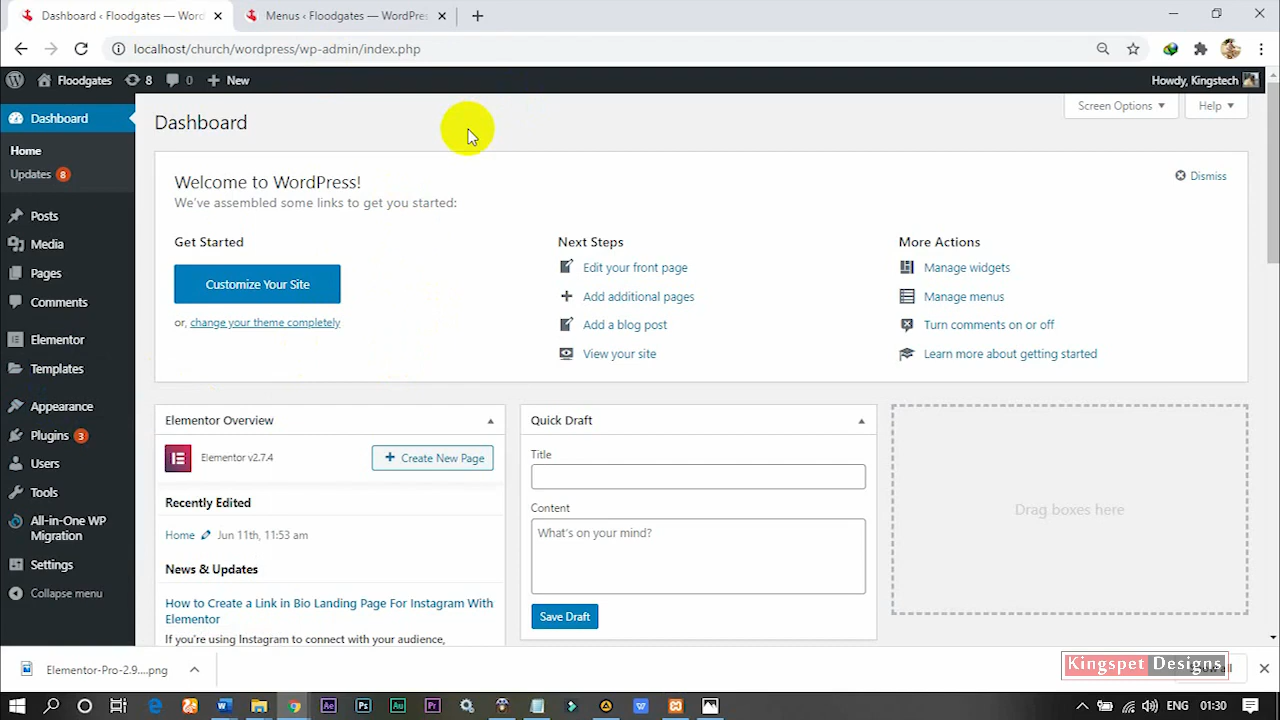 Dashboard ‹ Floodgates — Word
Menus ‹ Floodgates — WordPress
localhost/church/wordpress/wp-admin/index.php
Floodgates
8
0
New
Howdy, Kingstech
Dashboard
Home
Updates 8
Posts
Media
Pages
Comments
Elementor
Templates
Appearance
Plugins 3
Users
Tools
All-in-One WP
Migration
Settings
Collapse menu
Dashboard
Screen Options
Help
Welcome to WordPress!
We've assembled some links to get you started:
Dismiss
Get Started
Customize Your Site
or, change your theme completely
Next Steps
Edit your front page
Add additional pages
Add a blog post
View your site
More Actions
Manage widgets
Manage menus
Turn comments on or off
Learn more about getting started
Elementor Overview
Elementor v2.7.4
Create New Page
Recently Edited
Home Jun 11th, 11:53 am
News & Updates
How to Create a Link in Bio Landing Page For Instagram With
Elementor
If you're using Instagram to connect with your audience,
Quick Draft
Title
Content
What's on your mind?
Save Draft
Drag boxes here
Elementor-Pro-2.9....png
Kingspet Designs
ENG
01:30